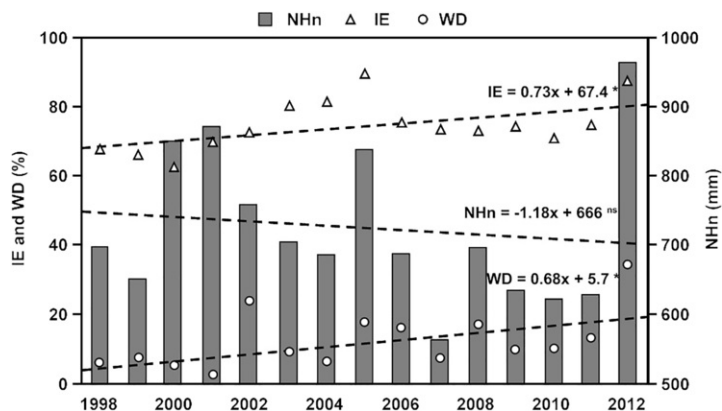 NHn IE WD
100 1000
80 900
60 800
40 700
20 600
0 500
IE and WD (%)
NHn (mm)
IE = 0.73x + 67.4 *
NHn = -1.18x + 666 ns
WD = 0.68x + 5.7 *
1998 2000 2002 2004 2006 2008 2010 2012